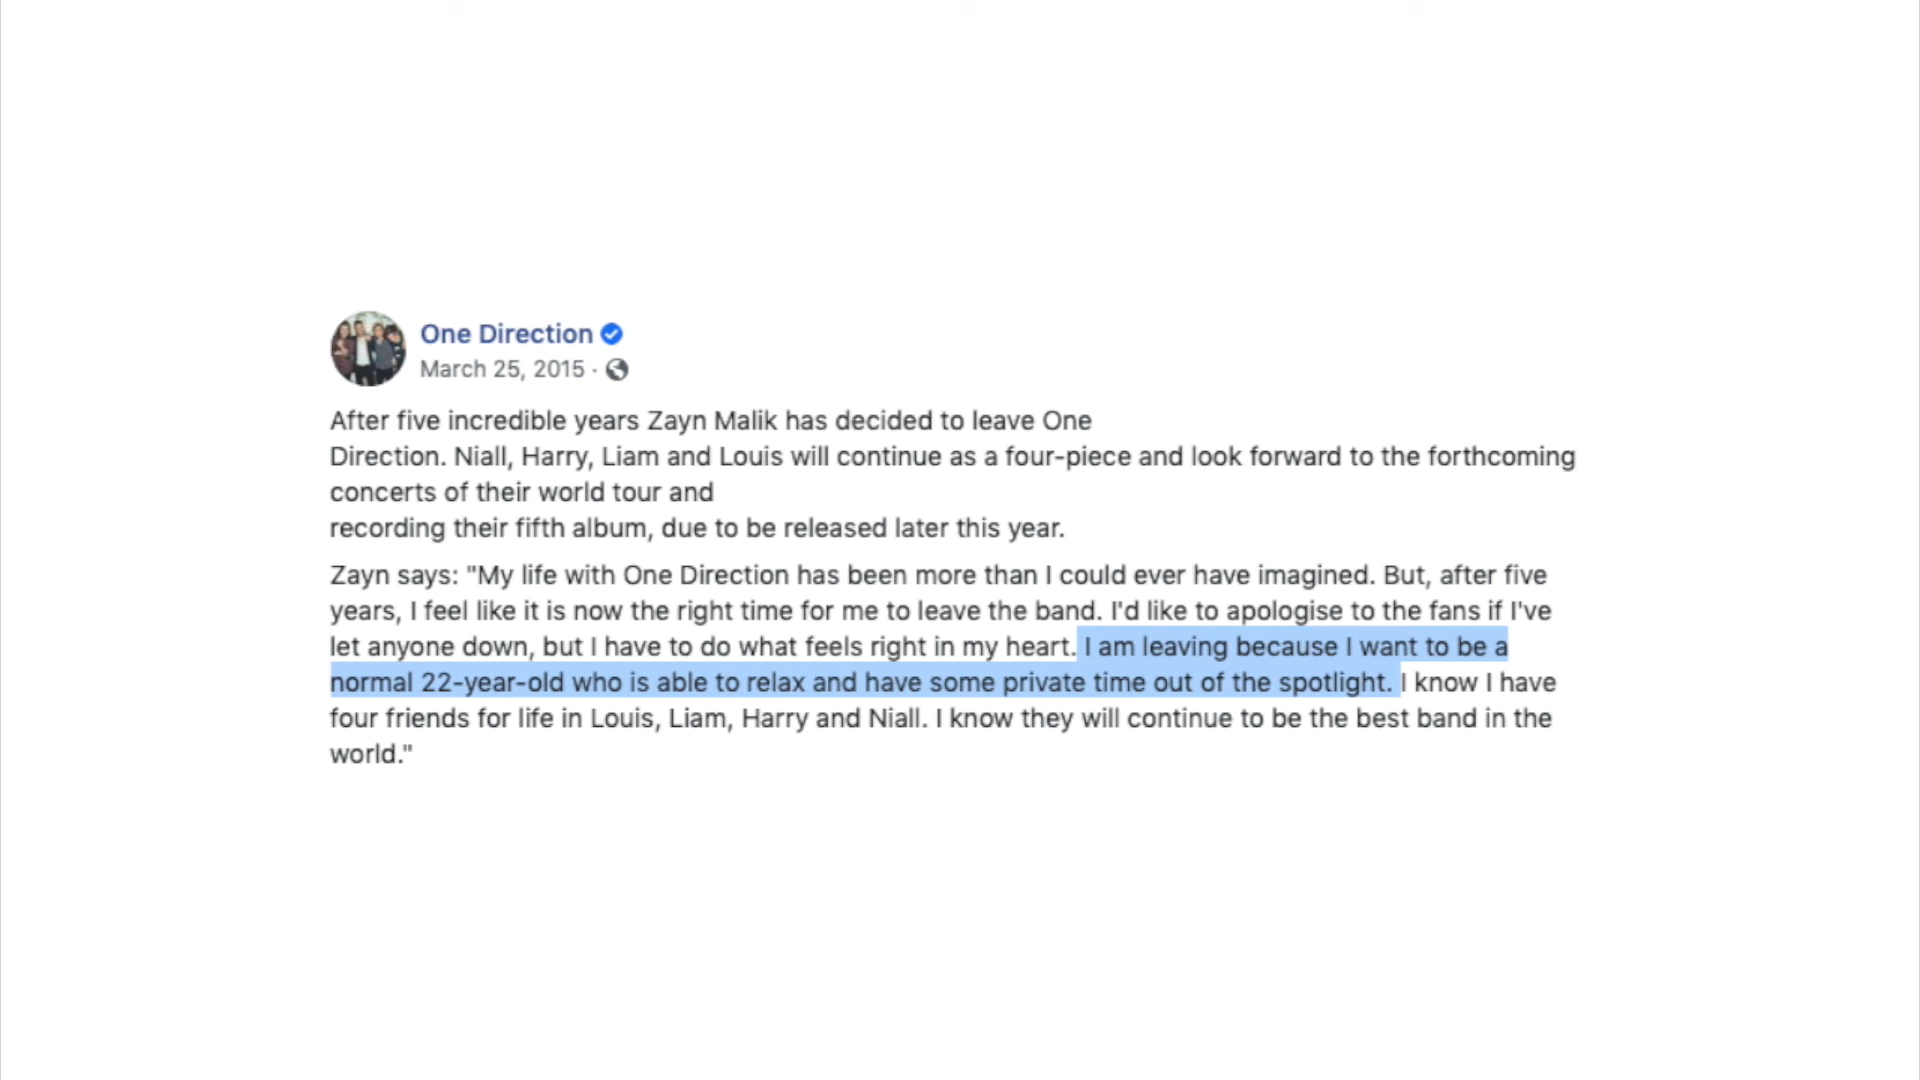 One Direction
March 25, 2015 ·
After five incredible years Zayn Malik has decided to leave One
Direction. Niall, Harry, Liam and Louis will continue as a four-piece and look forward to the forthcoming
concerts of their world tour and
recording their fifth album, due to be released later this year.
Zayn says: "My life with One Direction has been more than I could ever have imagined. But, after five
years, I feel like it is now the right time for me to leave the band. I'd like to apologise to the fans if I've
let anyone down, but I have to do what feels right in my heart. I am leaving because I want to be a
normal 22-year-old who is able to relax and have some private time out of the spotlight. I know I have
four friends for life in Louis, Liam, Harry and Niall. I know they will continue to be the best band in the
world."